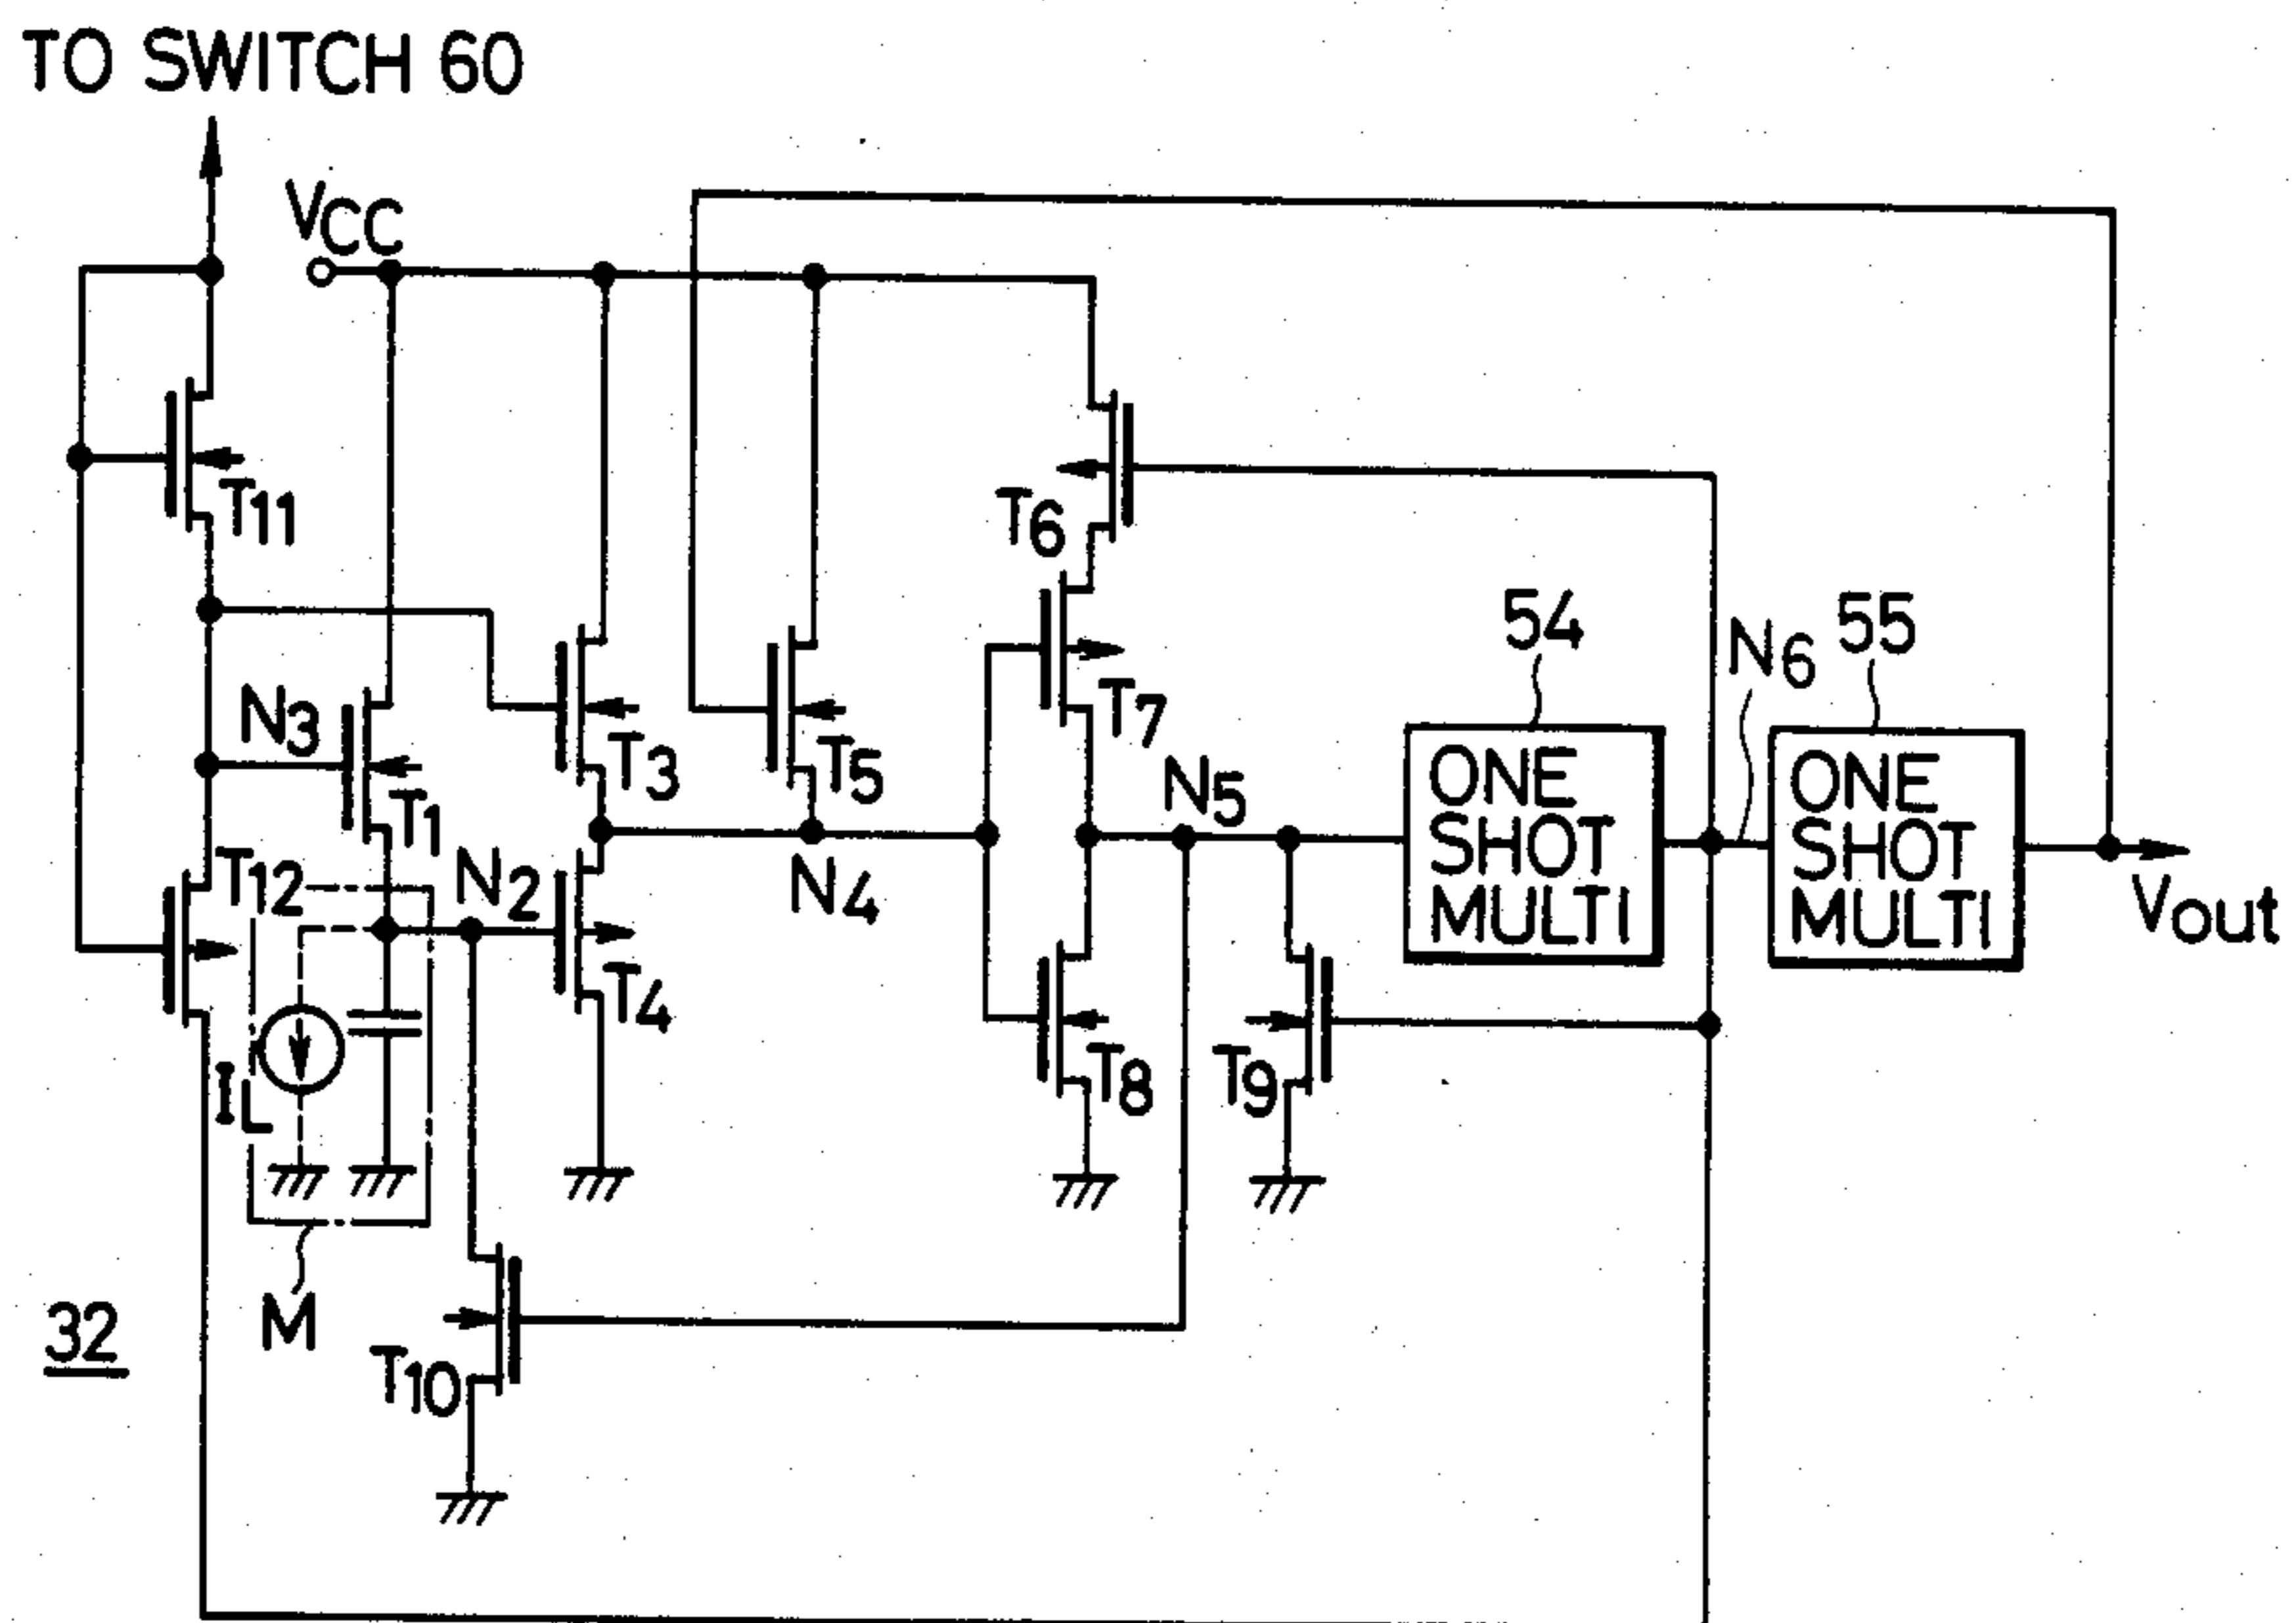 TO SWITCH 60
VCC
T11
T6
54
N6
55
N3
T3
T5
T7
T1
N5
ONE
SHOT
MULTI
ONE
SHOT
MULTI
T12
N2
N4
Vout
T4
IL
T8
T9
M
32
T10